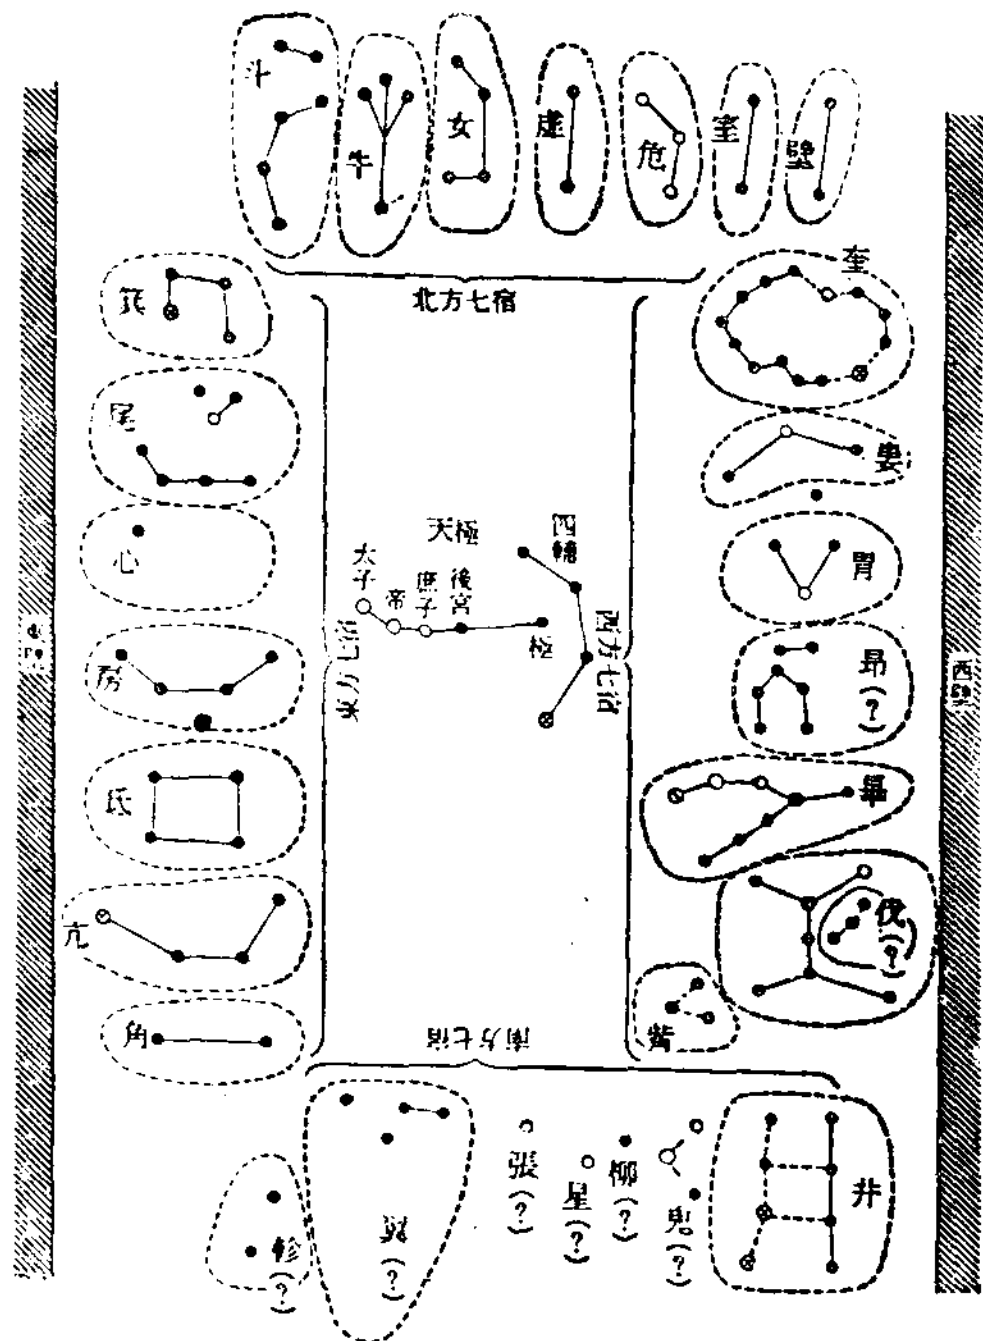 斗
牛
女
虚
危
室
壁
北方七宿
箕
尾
心
房
氐
亢
角
東方七宿
奎
婁
胃
昴(?)
畢
伐(?)
觜
西方七宿
天極
四輔
太子
帝
庶子
後宮
極
南方七宿
井
鬼(?)
柳(?)
星(?)
張(?)
翼(?)
軫(?)
西壁